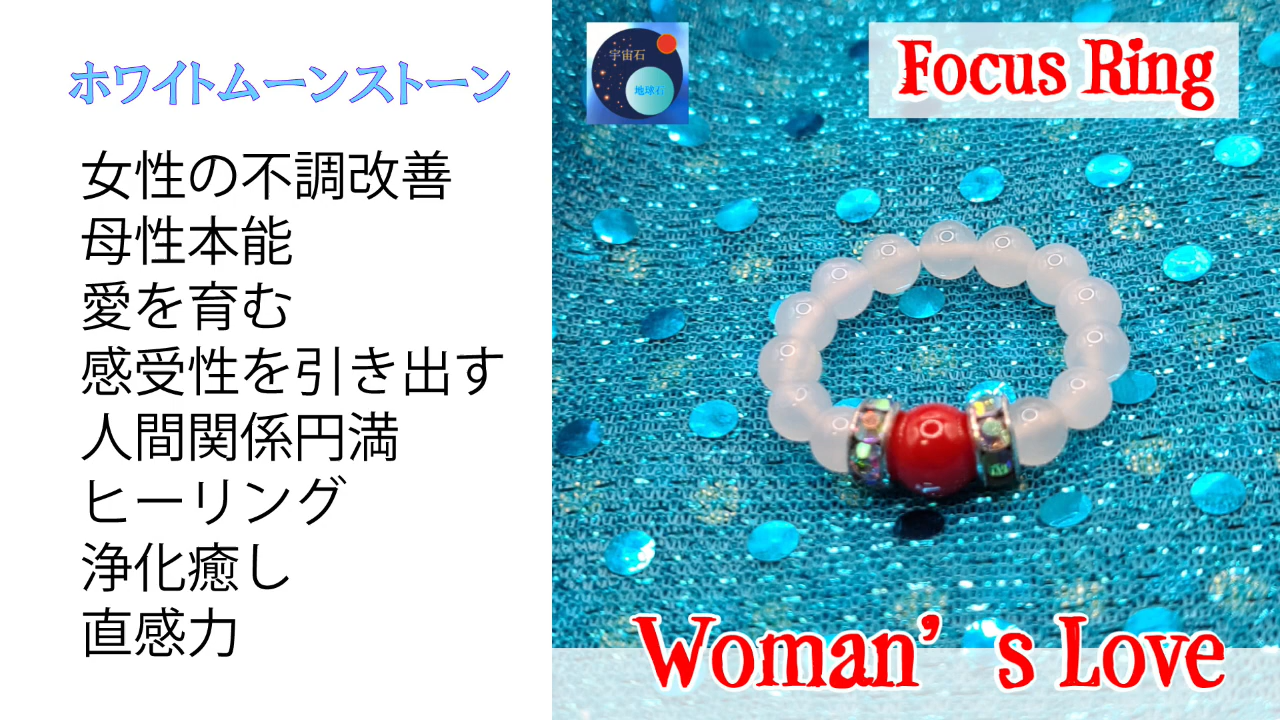 ホワイトムーンストーン
女性の不調改善
母性本能
愛を育む
感受性を引き出す
人間関係円満
ヒーリング
浄化癒し
直感力
宇宙石
地球石
Focus Ring
Woman’s Love